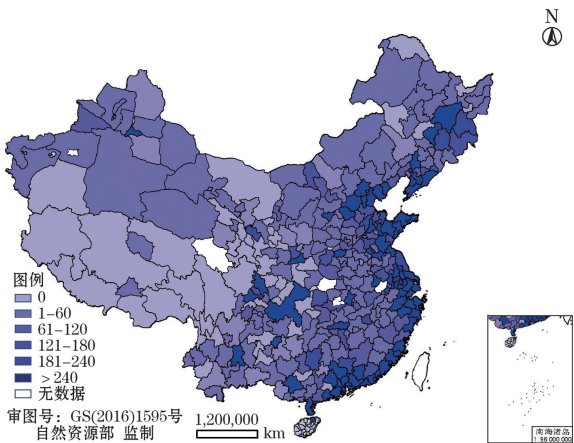 N
图例
0
1-60
61-120
121-180
181-240
>240
无数据
审图号：GS(2016)1595号
自然资源部 监制
1,200,000
km
南海诸岛
1:56 000 000